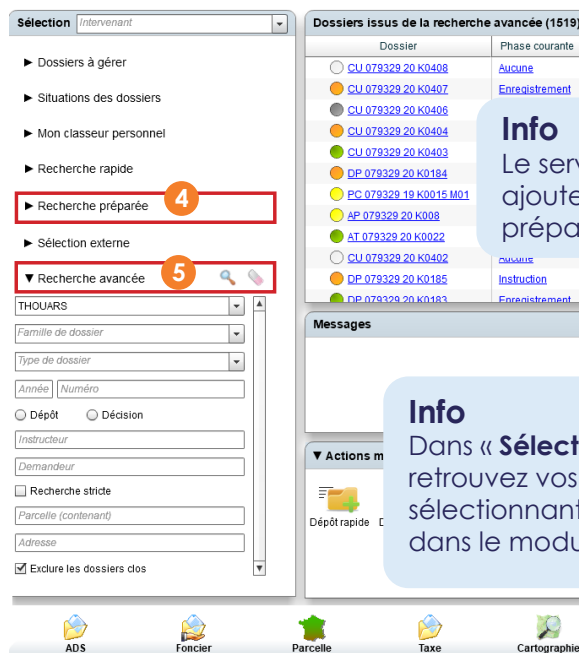 Sélection Intervenant
► Dossiers à gérer
► Situations des dossiers
► Mon classeur personnel
► Recherche rapide
► Recherche préparée 4
► Sélection externe
▼ Recherche avancée 5
THOUARS
Famille de dossier
Type de dossier
Année Numéro
Dépôt Décision
Instructeur
Demandeur
Recherche stricte
Parcelle (contenant)
Adresse
Exclure les dossiers clos
Dossiers issus de la recherche avancée (1519)
Dossier Phase courante
CU 079329 20 K0408 Aucune
CU 079329 20 K0407 Enregistrement
CU 079329 20 K0406
CU 079329 20 K0404
CU 079329 20 K0403
DP 079329 20 K0184
PC 079329 19 K0015 M01
AP 079329 20 K008
AT 079329 20 K0022
CU 079329 20 K0402 Aucune
DP 079329 20 K0185 Instruction
DP 079329 20 K0183 Enregistrement
Info
Le serv
ajoute
prépa
Messages
Info
Dans « Sélect
retrouvez vos
sélectionnant
dans le modu
▼ Actions m
Dépôt rapide D
ADS Foncier Parcelle Taxe Cartographie